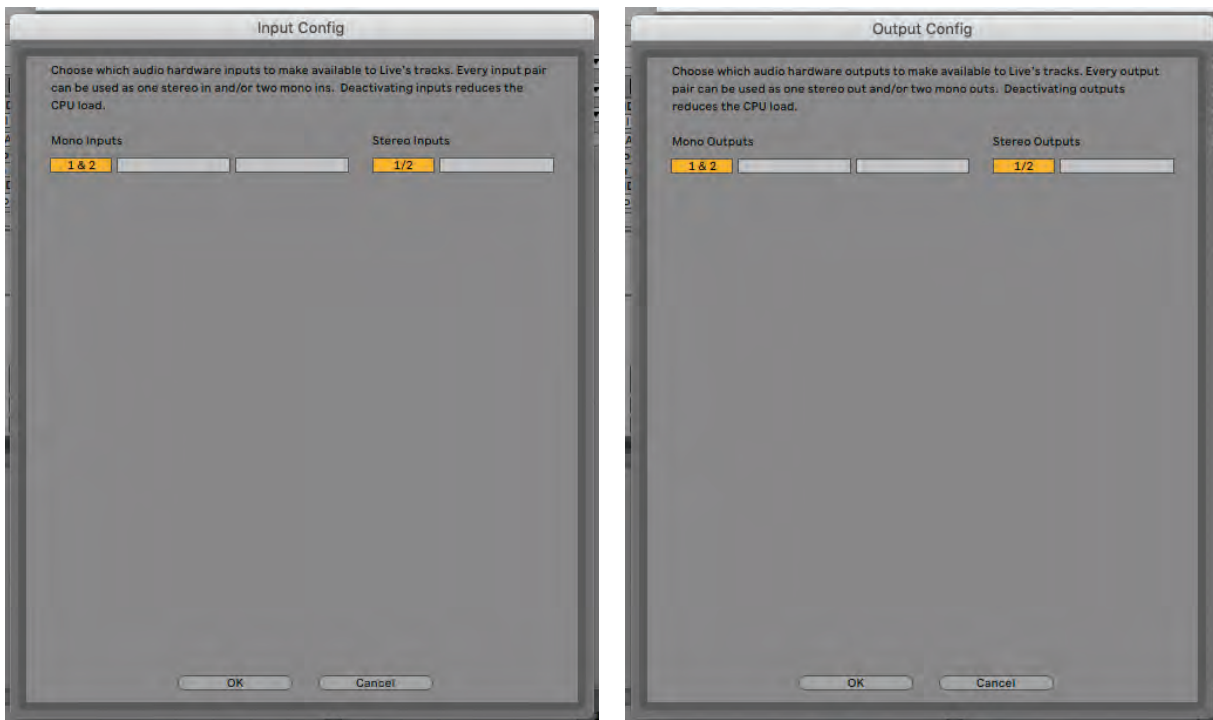 Input Config
Choose which audio hardware inputs to make available to Live's tracks. Every input pair
can be used as one stereo in and/or two mono ins. Deactivating inputs reduces the
CPU load.
Mono Inputs
Stereo Inputs
1 & 2
1/2
OK
Cancel
Output Config
Choose which audio hardware outputs to make available to Live's tracks. Every output
pair can be used as one stereo out and/or two mono outs. Deactivating outputs
reduces the CPU load.
Mono Outputs
Stereo Outputs
1 & 2
1/2
OK
Cancel